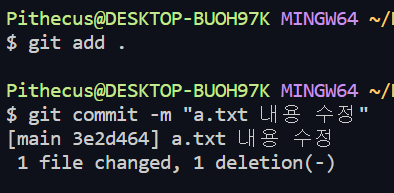 Pithecus@DESKTOP-BUOH97K MINGW64 ~/
$ git add .
Pithecus@DESKTOP-BUOH97K MINGW64 ~/
$ git commit -m "a.txt 내용 수정"
[main 3e2d464] a.txt 내용 수정
1 file changed, 1 deletion(-)